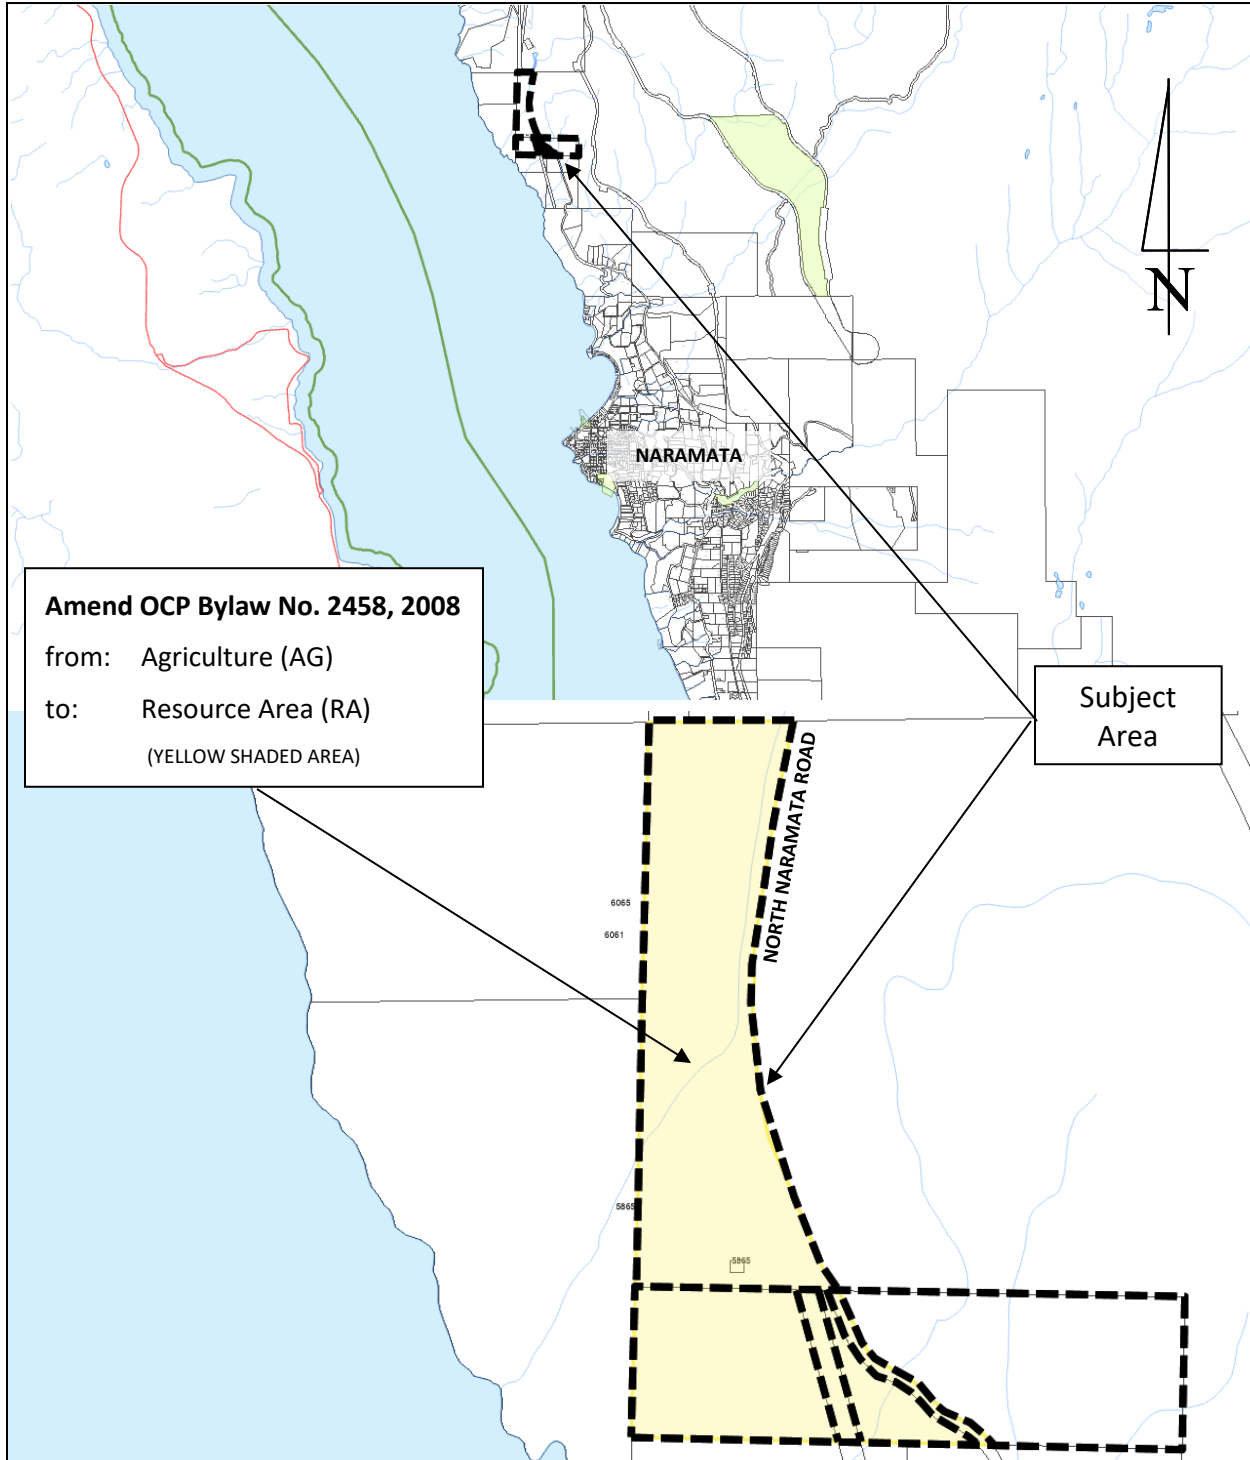 N
NARAMATA
Amend OCP Bylaw No. 2458, 2008
from: Agriculture (AG)
to: Resource Area (RA)
(YELLOW SHADED AREA)
Subject
Area
NORTH NARAMATA ROAD
6065
6061
5865
5865